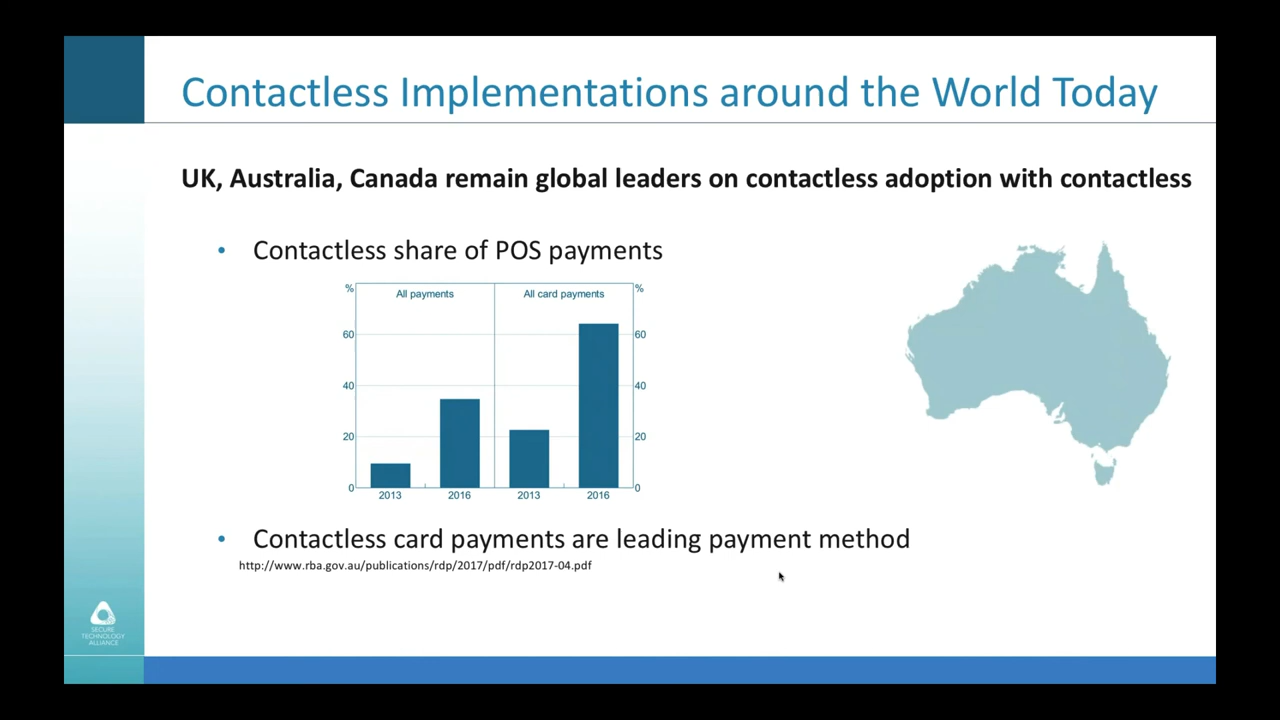 Contactless Implementations around the World Today
UK, Australia, Canada remain global leaders on contactless adoption with contactless
• Contactless share of POS payments
% All payments All card payments %
60 60
40 40
20 20
0 0
2013 2016 2013 2016
• Contactless card payments are leading payment method
http://www.rba.gov.au/publications/rdp/2017/pdf/rdp2017-04.pdf
SECURE
TECHNOLOGY
ALLIANCE